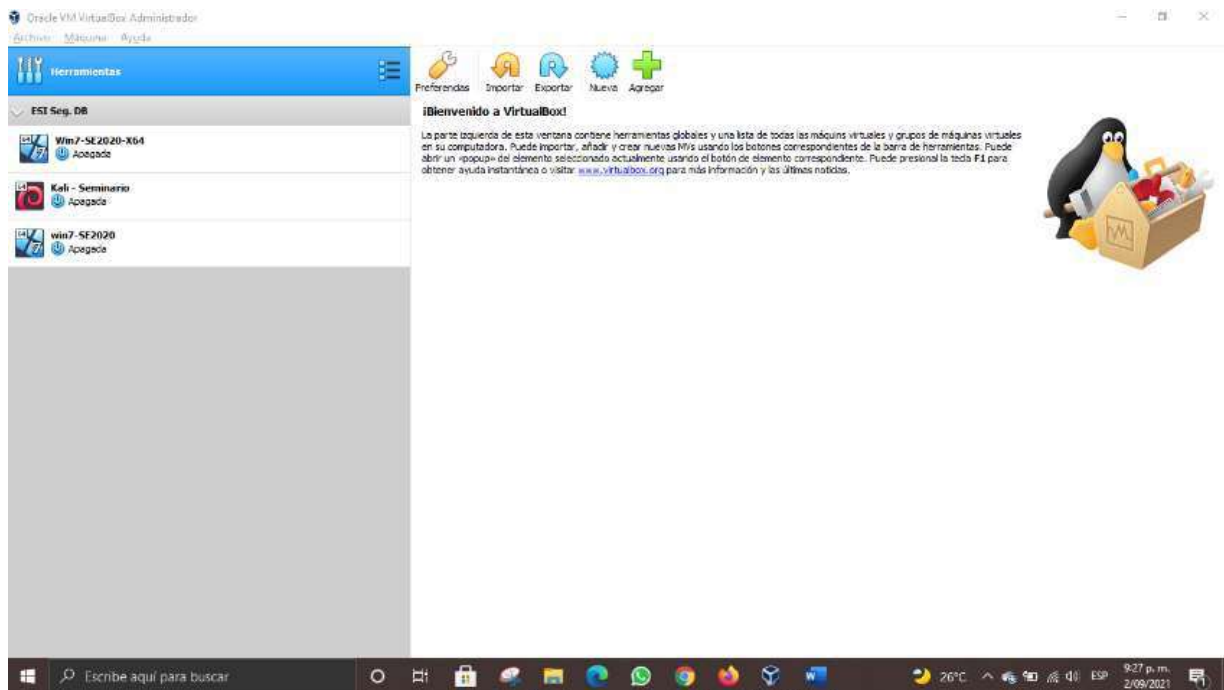 Oracle VM VirtualBox Administrador
Archivo Máquina Ayuda
Herramientas
Preferencias Importar Exportar Nueva Agregar
ESI Seg. DB
Win7-SE2020-X64
Apagada
Kali - Seminario
Apagada
win7-SE2020
Apagada
¡Bienvenido a VirtualBox!
La parte izquierda de esta ventana contiene herramientas globales y una lista de todas las máquins virtuales y grupos de máquinas virtuales
en su computadora. Puede importar, añadir y crear nuevas MVs usando los botones correspondientes de la barra de herramientas. Puede
abrir un «popup» del elemento seleccionado actualmente usando el botón de elemento correspondiente. Puede presional la tecla F1 para
obtener ayuda instantánea o visitar www.virtualbox.org para más información y las últimas noticias.
Escribe aquí para buscar
26°C
ESP
9:27 p. m.
2/09/2021